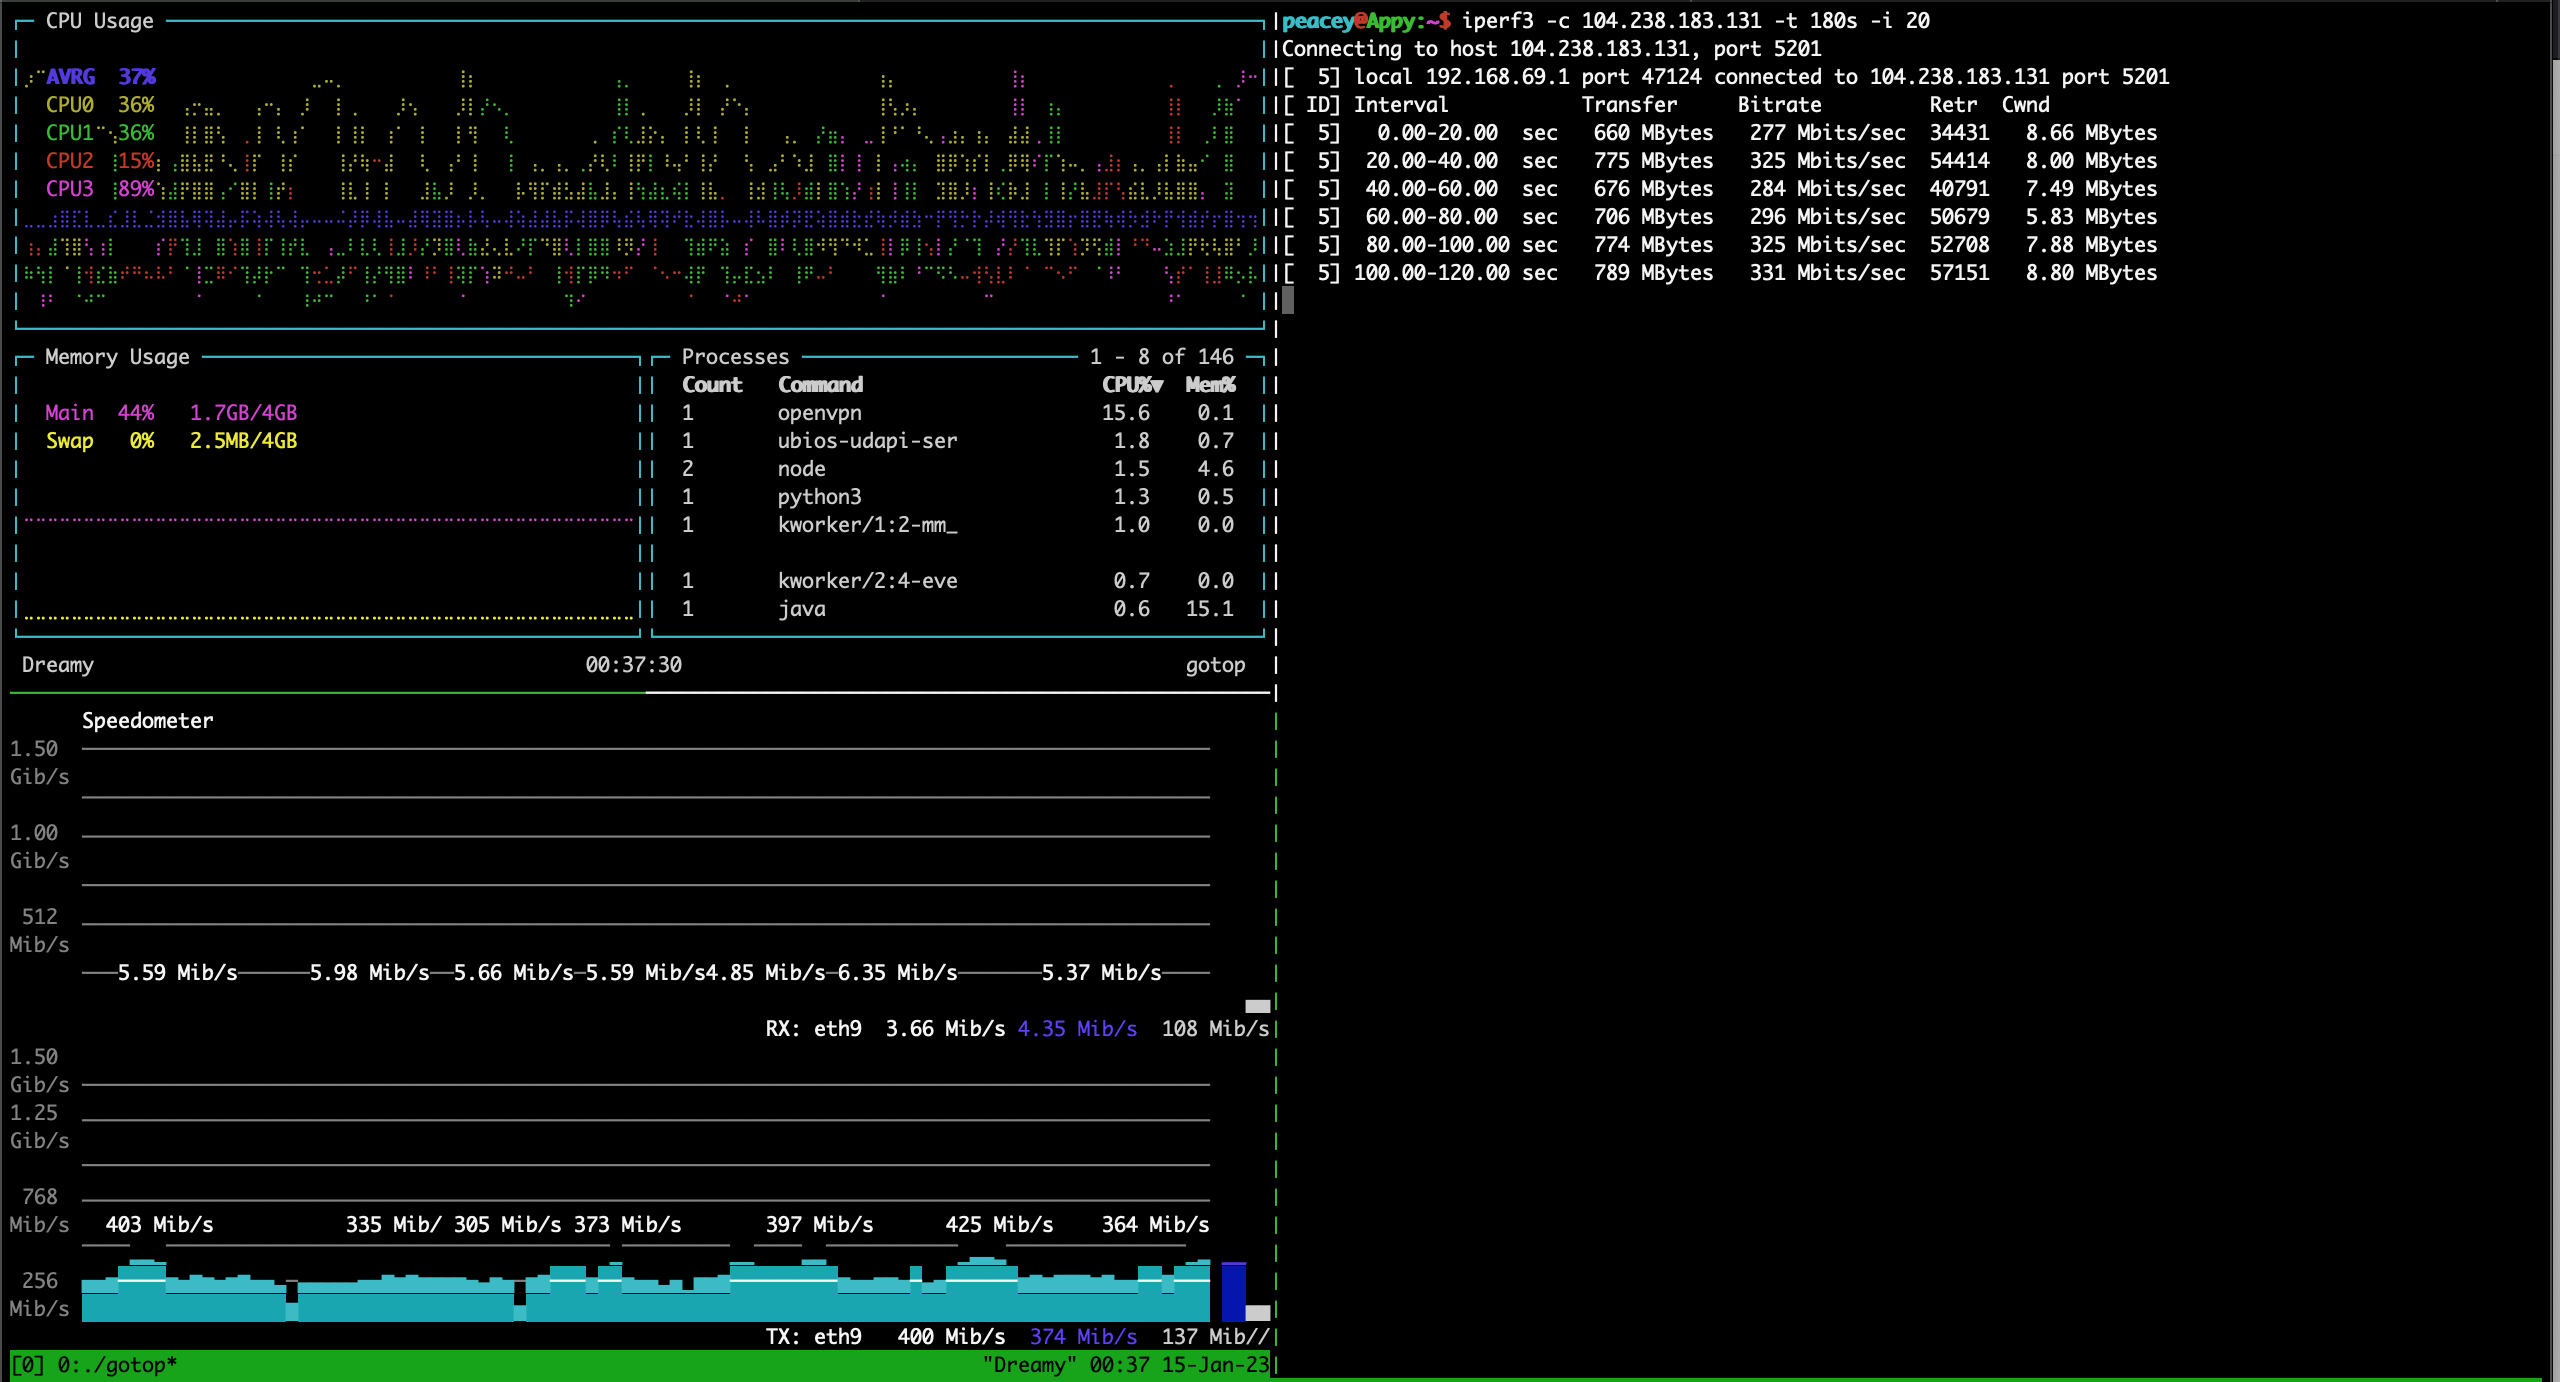 CPU Usage
AVRG 37%
CPU0 36%
CPU1 36%
CPU2 15%
CPU3 89%
Memory Usage
Main 44% 1.7GB/4GB
Swap 0% 2.5MB/4GB
Processes 1 - 8 of 146
Count Command CPU%▼ Mem%
1 openvpn 15.6 0.1
1 ubios-udapi-ser 1.8 0.7
2 node 1.5 4.6
1 python3 1.3 0.5
1 kworker/1:2-mm_ 1.0 0.0
1 kworker/2:4-eve 0.7 0.0
1 java 0.6 15.1
Dreamy 00:37:30 gotop
Speedometer
1.50
Gib/s
1.00
Gib/s
512
Mib/s
5.59 Mib/s 5.98 Mib/s 5.66 Mib/s 5.59 Mib/s4.85 Mib/s 6.35 Mib/s 5.37 Mib/s
RX: eth9 3.66 Mib/s 4.35 Mib/s 108 Mib/s
1.50
Gib/s
1.25
Gib/s
768
Mib/s
403 Mib/s 335 Mib/ 305 Mib/s 373 Mib/s 397 Mib/s 425 Mib/s 364 Mib/s
256
Mib/s
TX: eth9 400 Mib/s 374 Mib/s 137 Mib//
[0] 0:./gotop* "Dreamy" 00:37 15-Jan-23
peacey@Appy:~$ iperf3 -c 104.238.183.131 -t 180s -i 20
Connecting to host 104.238.183.131, port 5201
[ 5] local 192.168.69.1 port 47124 connected to 104.238.183.131 port 5201
[ ID] Interval Transfer Bitrate Retr Cwnd
[ 5] 0.00-20.00 sec 660 MBytes 277 Mbits/sec 34431 8.66 MBytes
[ 5] 20.00-40.00 sec 775 MBytes 325 Mbits/sec 54414 8.00 MBytes
[ 5] 40.00-60.00 sec 676 MBytes 284 Mbits/sec 40791 7.49 MBytes
[ 5] 60.00-80.00 sec 706 MBytes 296 Mbits/sec 50679 5.83 MBytes
[ 5] 80.00-100.00 sec 774 MBytes 325 Mbits/sec 52708 7.88 MBytes
[ 5] 100.00-120.00 sec 789 MBytes 331 Mbits/sec 57151 8.80 MBytes